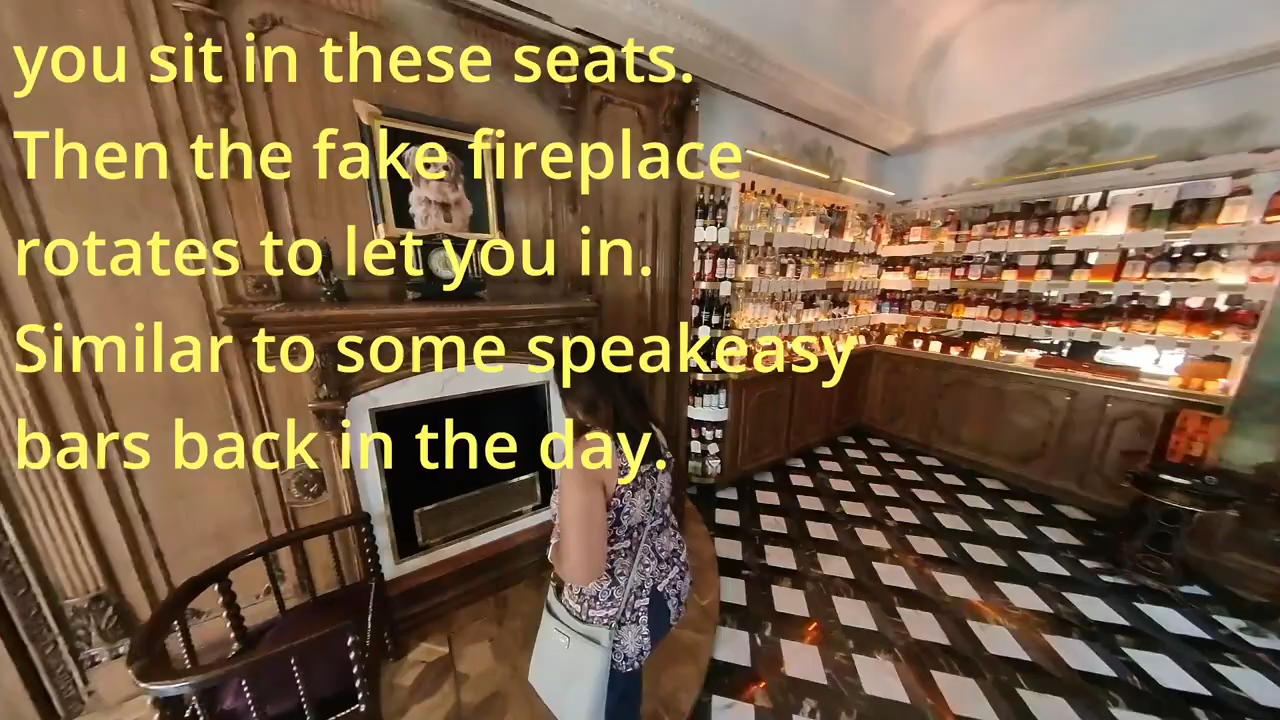 you sit in these seats.
Then the fake fireplace
rotates to let you in.
Similar to some speakeasy
bars back in the day.